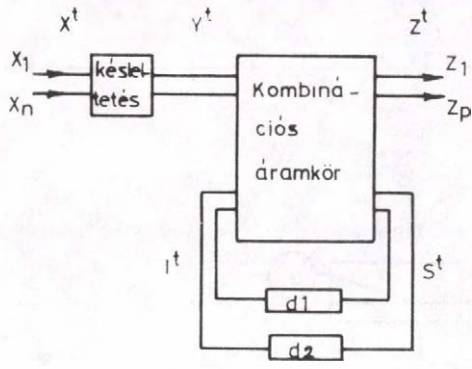 X^t Y^t Z^t
X1
Xn
késlel-
tetés
Kombiná-
ciós
áramkör
Z1
Zp
I^t
S^t
d1
d2